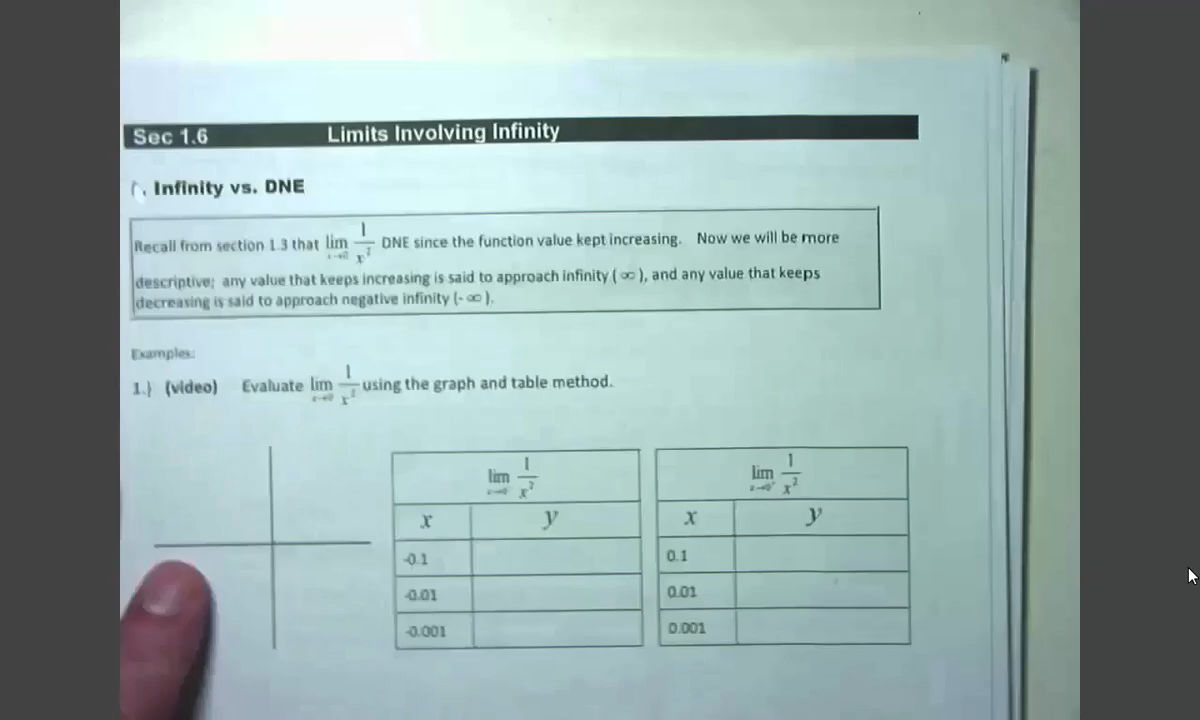 Sec 1.6 Limits Involving Infinity
. Infinity vs. DNE
Recall from section 1.3 that lim x→0 1/x² DNE since the function value kept increasing. Now we will be more
descriptive; any value that keeps increasing is said to approach infinity ( ∞ ), and any value that keeps
decreasing is said to approach negative infinity (- ∞ ).
Examples:
1.) (video) Evaluate lim x→0 1/x² using the graph and table method.
lim x→0⁻ 1/x²
x y
-0.1
-0.01
-0.001
lim x→0⁺ 1/x²
x y
0.1
0.01
0.001